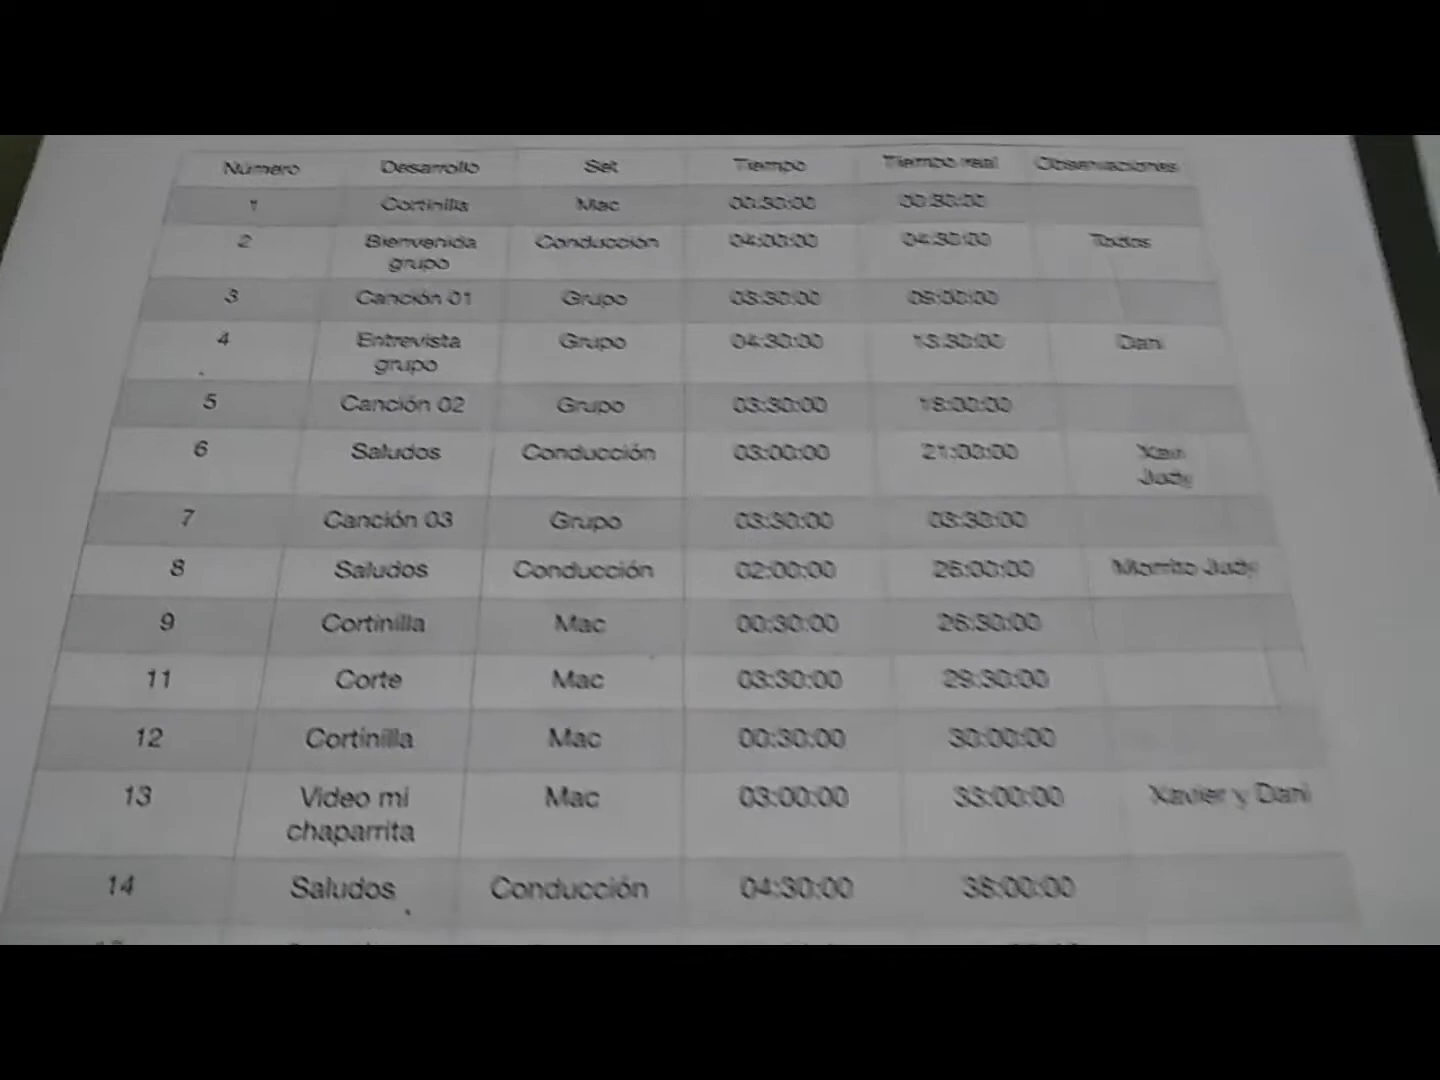 Número Desarrollo Set Tiempo Tiempo real Observaciones
1 Cortinilla Mac 00:30:00 00:30:00
2 Bienvenida grupo Conducción 04:00:00 04:30:00 Todos
3 Canción 01 Grupo 03:30:00
4 Entrevista grupo Grupo 04:30:00 13:30:00 Dani
5 Canción 02 Grupo 03:30:00 18:00:00
6 Saludos Conducción 03:00:00 21:00:00 Judy
7 Canción 03 Grupo 03:30:00 03:30:00
8 Saludos Conducción 02:00:00 26:00:00 Morrito Judy
9 Cortinilla Mac 00:30:00 26:30:00
11 Corte Mac 03:30:00 29:30:00
12 Cortinilla Mac 00:30:00 30:00:00
13 Video mi chaparrita Mac 03:00:00 33:00:00 Xavier y Dani
14 Saludos Conducción 04:30:00 38:00:00